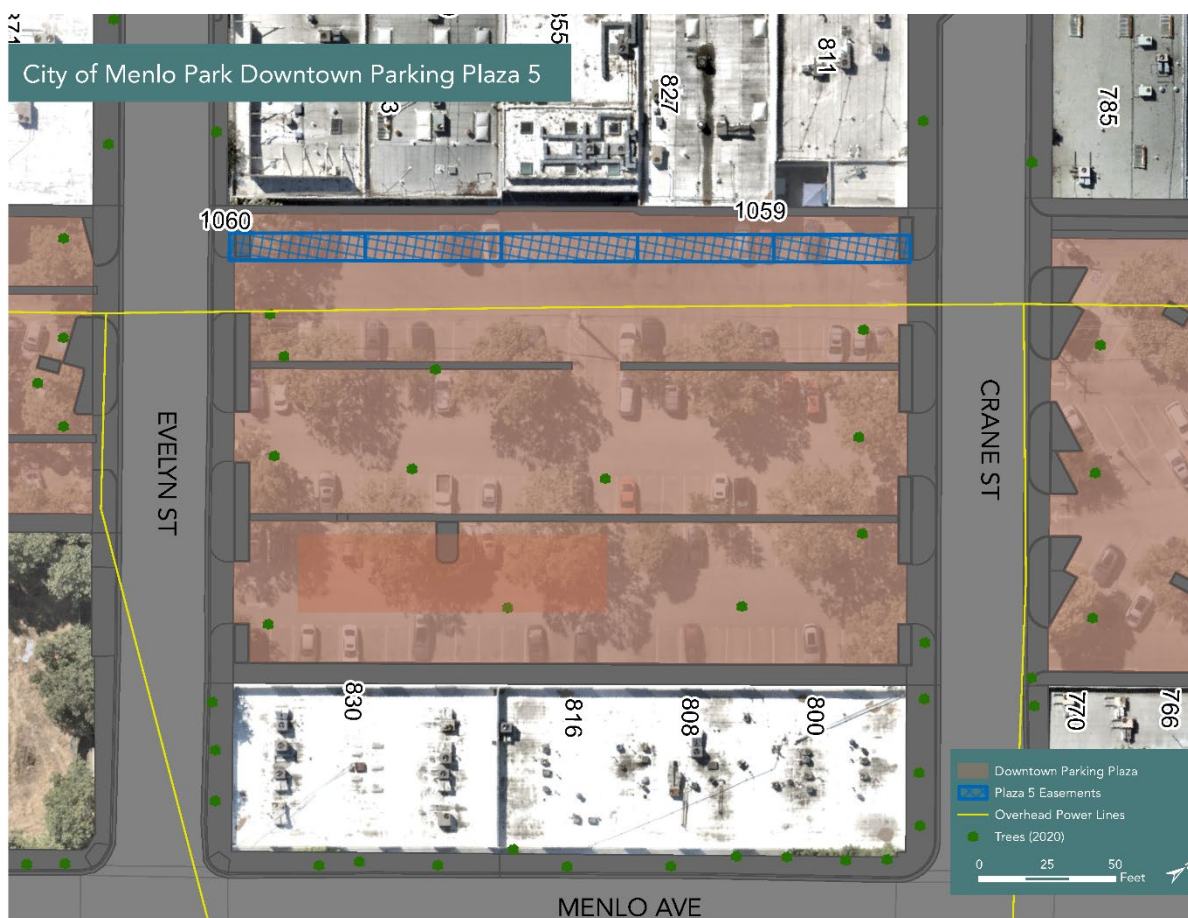 City of Menlo Park Downtown Parking Plaza 5
827
811
785
1060
1059
EVELYN ST
CRANE ST
830
816
808
800
770
766
Downtown Parking Plaza
Plaza 5 Easements
Overhead Power Lines
Trees (2020)
0 25 50
Feet
MENLO AVE